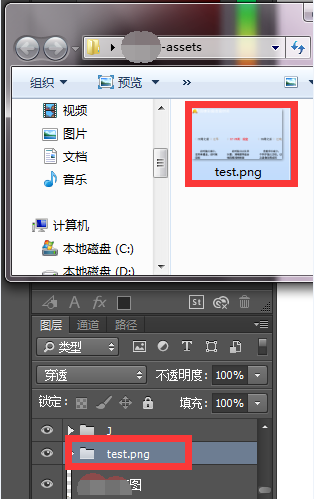 -assets
组织
预览
»
视频
图片
文档
音乐
计算机
本地磁盘 (C:)
本地磁盘 (D:)
test.png
A fx St
图层 通道 路径
类型
穿透 不透明度: 100%
锁定: 填充: 100%
J
test.png
图